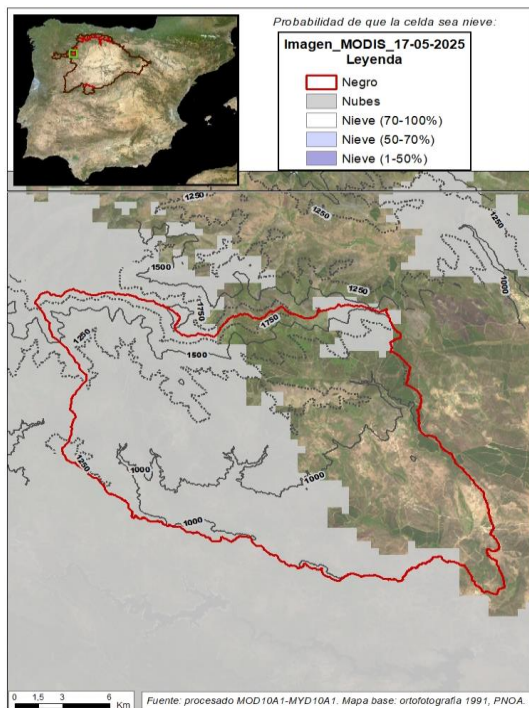 Probabilidad de que la celda sea nieve:
Imagen_MODIS_17-05-2025
Leyenda
Negro
Nubes
Nieve (70-100%)
Nieve (50-70%)
Nieve (1-50%)
1250
1250
1250
1000
1500
1250
1750
1750
1250
1500
1000
1000
1250
1000
0 1,5 3 6
Km
Fuente: procesado MOD10A1-MYD10A1. Mapa base: ortofotografía 1991, PNOA.